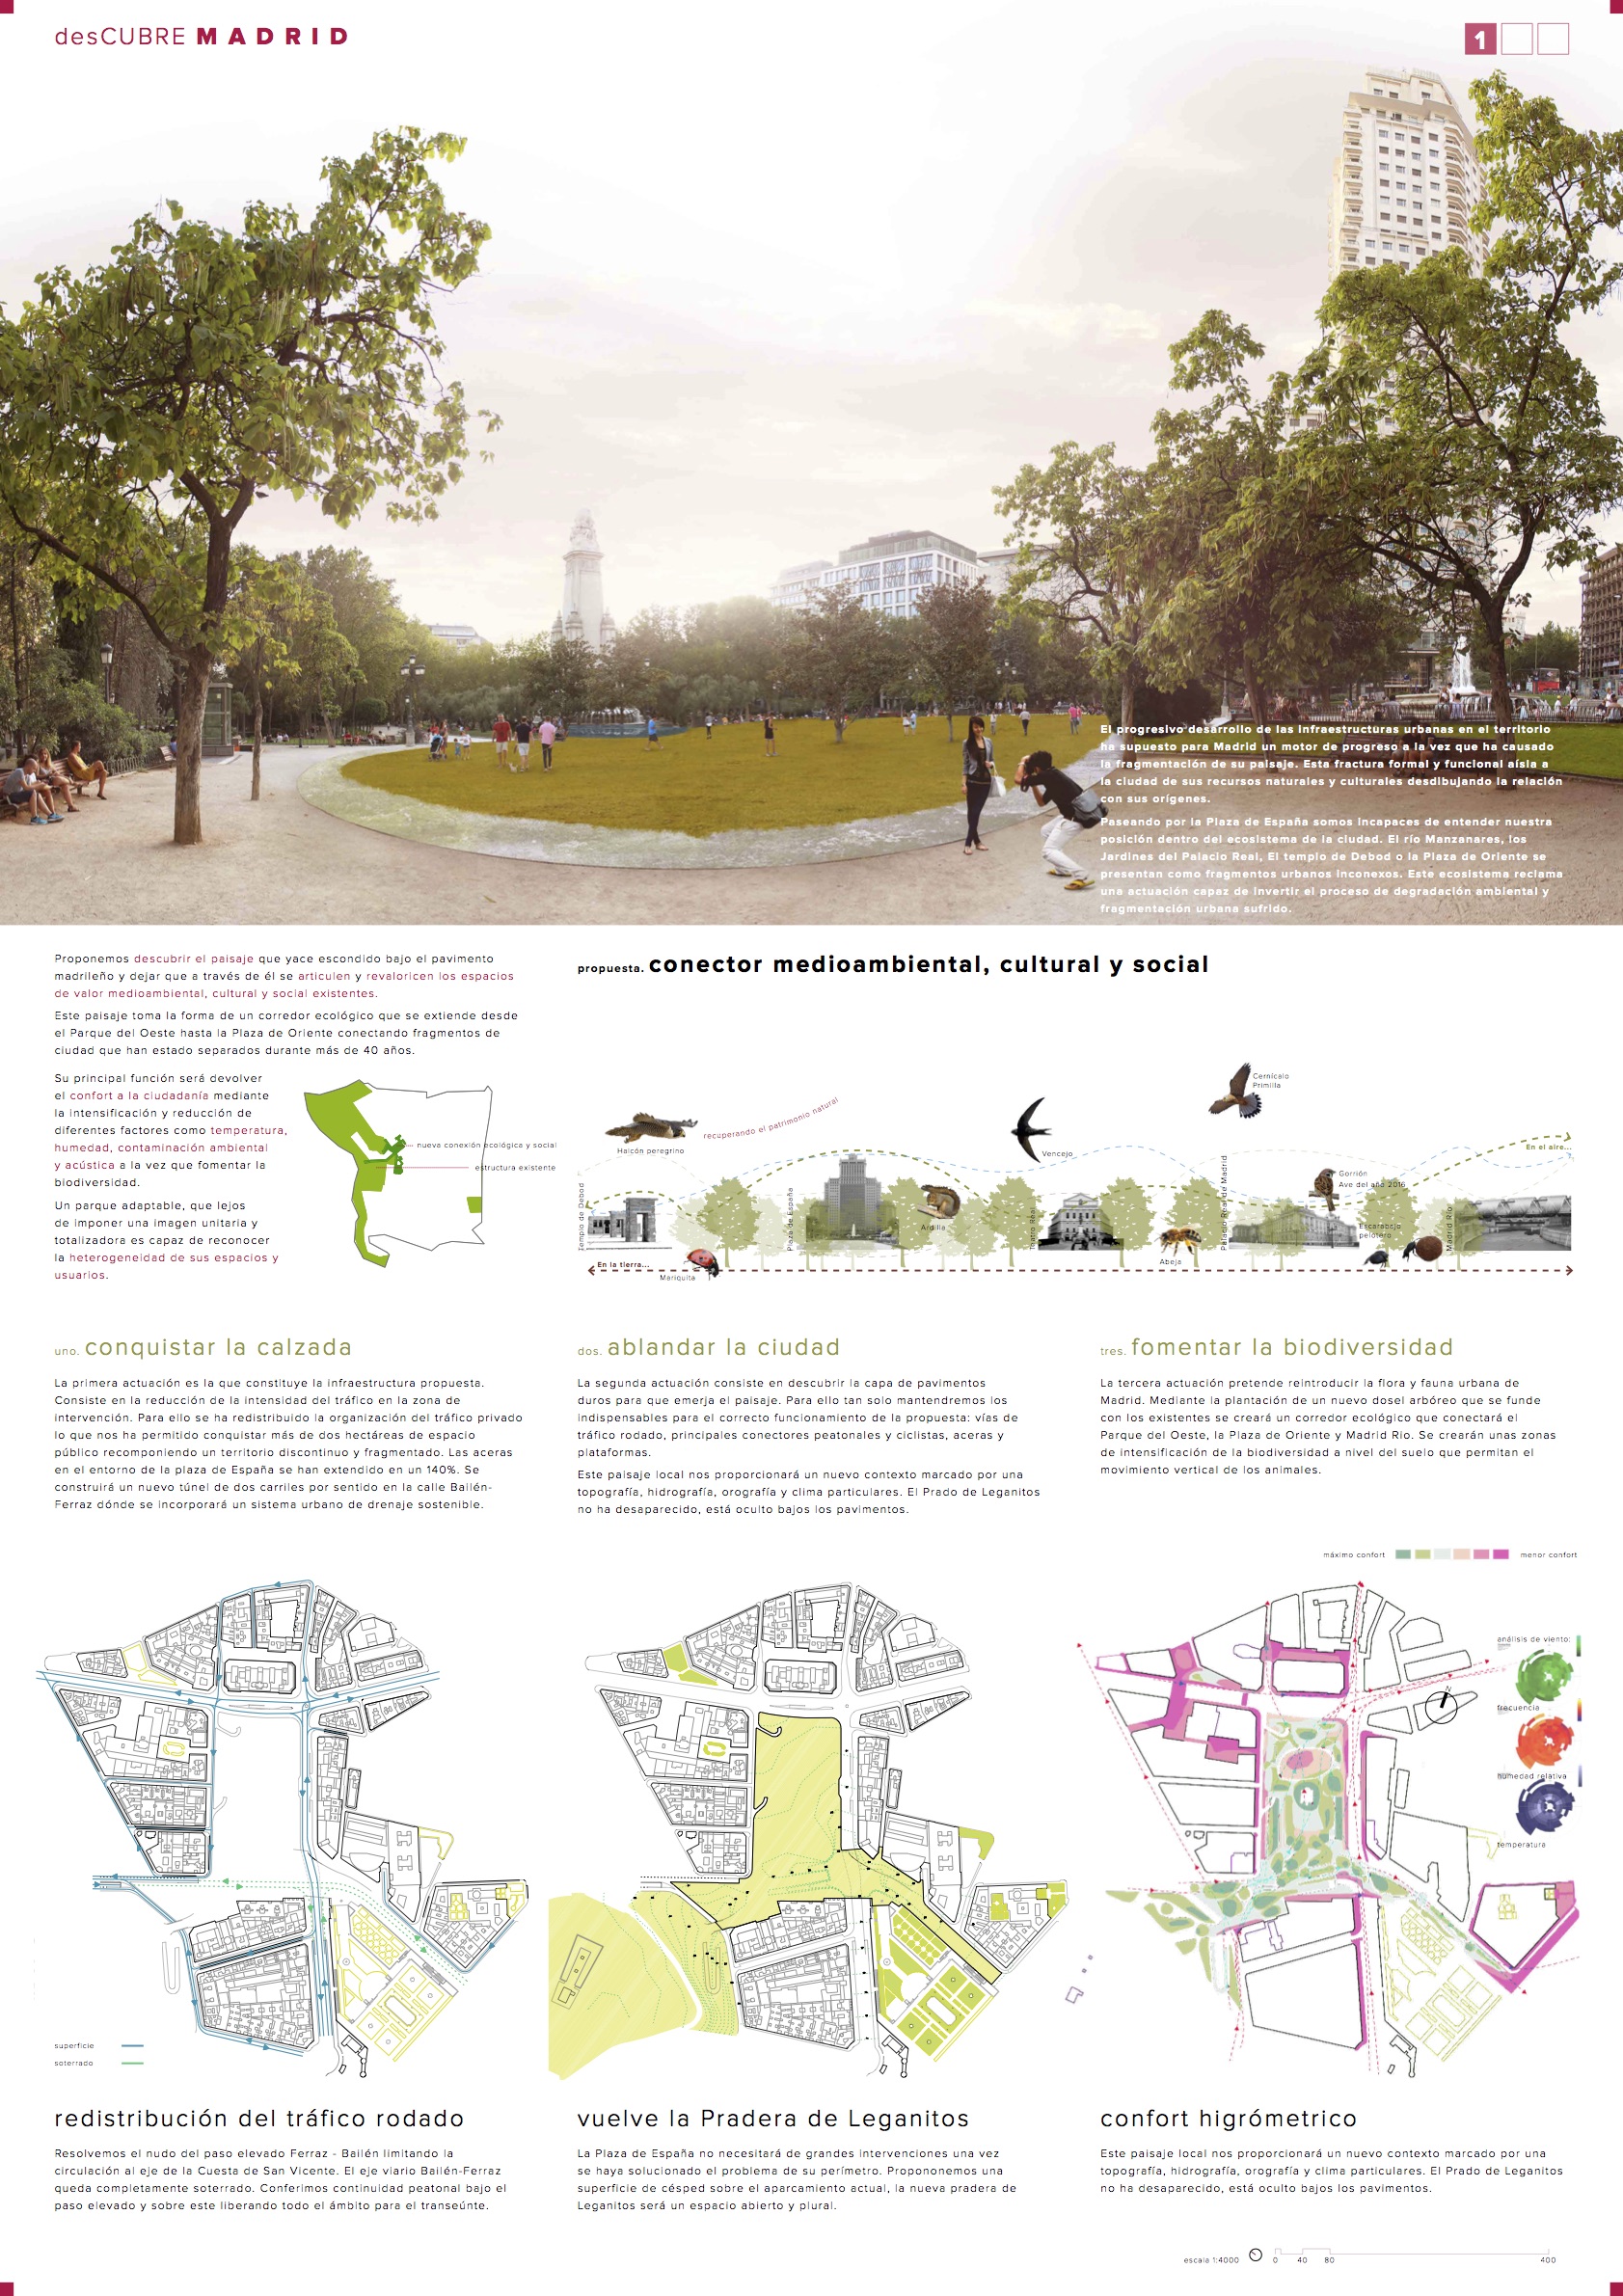 desCUBRE MADRID
1
El progresivo desarrollo de las infraestructuras urbanas en el territorio
ha supuesto para Madrid un motor de progreso a la vez que ha causado
la fragmentación de su paisaje. Esta fractura formal y funcional aísla a
la ciudad de sus recursos naturales y culturales desdibujando la relación
con sus orígenes.
Paseando por la Plaza de España somos incapaces de entender nuestra
posición dentro del ecosistema de la ciudad. El río Manzanares, los
Jardines del Palacio Real, El templo de Debod o la Plaza de Oriente se
presentan como fragmentos urbanos inconexos. Este ecosistema reclama
una actuación capaz de invertir el proceso de degradación ambiental y
fragmentación urbana sufrido.
Proponemos descubrir el paisaje que yace escondido bajo el pavimento
madrileño y dejar que a través de él se articulen y revaloricen los espacios
de valor medioambiental, cultural y social existentes.
Este paisaje toma la forma de un corredor ecológico que se extiende desde
el Parque del Oeste hasta la Plaza de Oriente conectando fragmentos de
ciudad que han estado separados durante más de 40 años.
Su principal función será devolver
el confort a la ciudadanía mediante
la intensificación y reducción de
diferentes factores como temperatura,
humedad, contaminación ambiental
y acústica a la vez que fomentar la
biodiversidad.
Un parque adaptable, que lejos
de imponer una imagen unitaria y
totalizadora es capaz de reconocer
la heterogeneidad de sus espacios y
usuarios.
nueva conexión ecológica y social
estructura existente
propuesta. conector medioambiental, cultural y social
Halcón peregrino
recuperando el patrimonio natural
Vencejo
Cernícalo
Primilla
En el aire...
Gorrión
Ave del año 2016
Templo de Debod
Plaza de España
Ardilla
Teatro Real
Palacio Real de Madrid
Escarabajo
pelotero
Madrid Río
Abeja
En la tierra...
Mariquita
uno. conquistar la calzada
La primera actuación es la que constituye la infraestructura propuesta.
Consiste en la reducción de la intensidad del tráfico en la zona de
intervención. Para ello se ha redistribuido la organización del tráfico privado
lo que nos ha permitido conquistar más de dos hectáreas de espacio
público recomponiendo un territorio discontinuo y fragmentado. Las aceras
en el entorno de la plaza de España se han extendido en un 140%. Se
construirá un nuevo túnel de dos carriles por sentido en la calle Bailén-
Ferraz dónde se incorporará un sistema urbano de drenaje sostenible.
dos. ablandar la ciudad
La segunda actuación consiste en descubrir la capa de pavimentos
duros para que emerja el paisaje. Para ello tan solo mantendremos los
indispensables para el correcto funcionamiento de la propuesta: vías de
tráfico rodado, principales conectores peatonales y ciclistas, aceras y
plataformas.
Este paisaje local nos proporcionará un nuevo contexto marcado por una
topografía, hidrografía, orografía y clima particulares. El Prado de Leganitos
no ha desaparecido, está oculto bajos los pavimentos.
tres. fomentar la biodiversidad
La tercera actuación pretende reintroducir la flora y fauna urbana de
Madrid. Mediante la plantación de un nuevo dosel arbóreo que se funde
con los existentes se creará un corredor ecológico que conectará el
Parque del Oeste, la Plaza de Oriente y Madrid Rio. Se crearán unas zonas
de intensificación de la biodiversidad a nivel del suelo que permitan el
movimiento vertical de los animales.
máximo confort
menor confort
análisis de viento:
frecuencia
humedad relativa
temperatura
N
superficie
soterrado
redistribución del tráfico rodado
Resolvemos el nudo del paso elevado Ferraz - Bailén limitando la
circulación al eje de la Cuesta de San Vicente. El eje viario Bailén-Ferraz
queda completamente soterrado. Conferimos continuidad peatonal bajo el
paso elevado y sobre este liberando todo el ámbito para el transeúnte.
vuelve la Pradera de Leganitos
La Plaza de España no necesitará de grandes intervenciones una vez
se haya solucionado el problema de su perímetro. Propononemos una
superficie de césped sobre el aparcamiento actual, la nueva pradera de
Leganitos será un espacio abierto y plural.
confort higrómetrico
Este paisaje local nos proporcionará un nuevo contexto marcado por una
topografía, hidrografía, orografía y clima particulares. El Prado de Leganitos
no ha desaparecido, está oculto bajos los pavimentos.
escala 1:4000
0 40 80 400